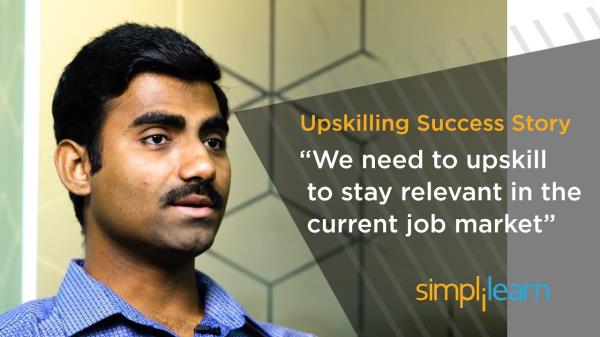 Upskilling Success Story
“We need to upskill
to stay relevant in the
current job market”
simplilearn